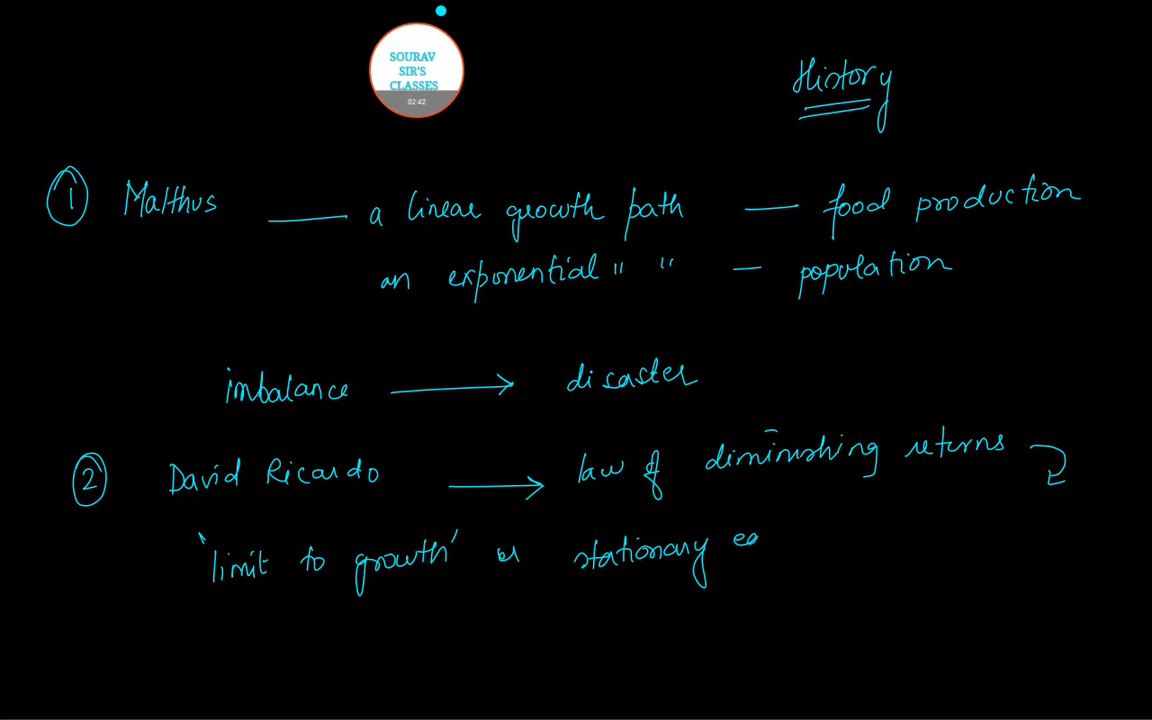 SOURAV
SIR'S
CLASSES
02:42
History
1 Malthus — a linear growth path — food production
an exponential " " — population
imbalance → disaster
2 David Ricardo → law of diminishing returns
'limit to growth' or stationary